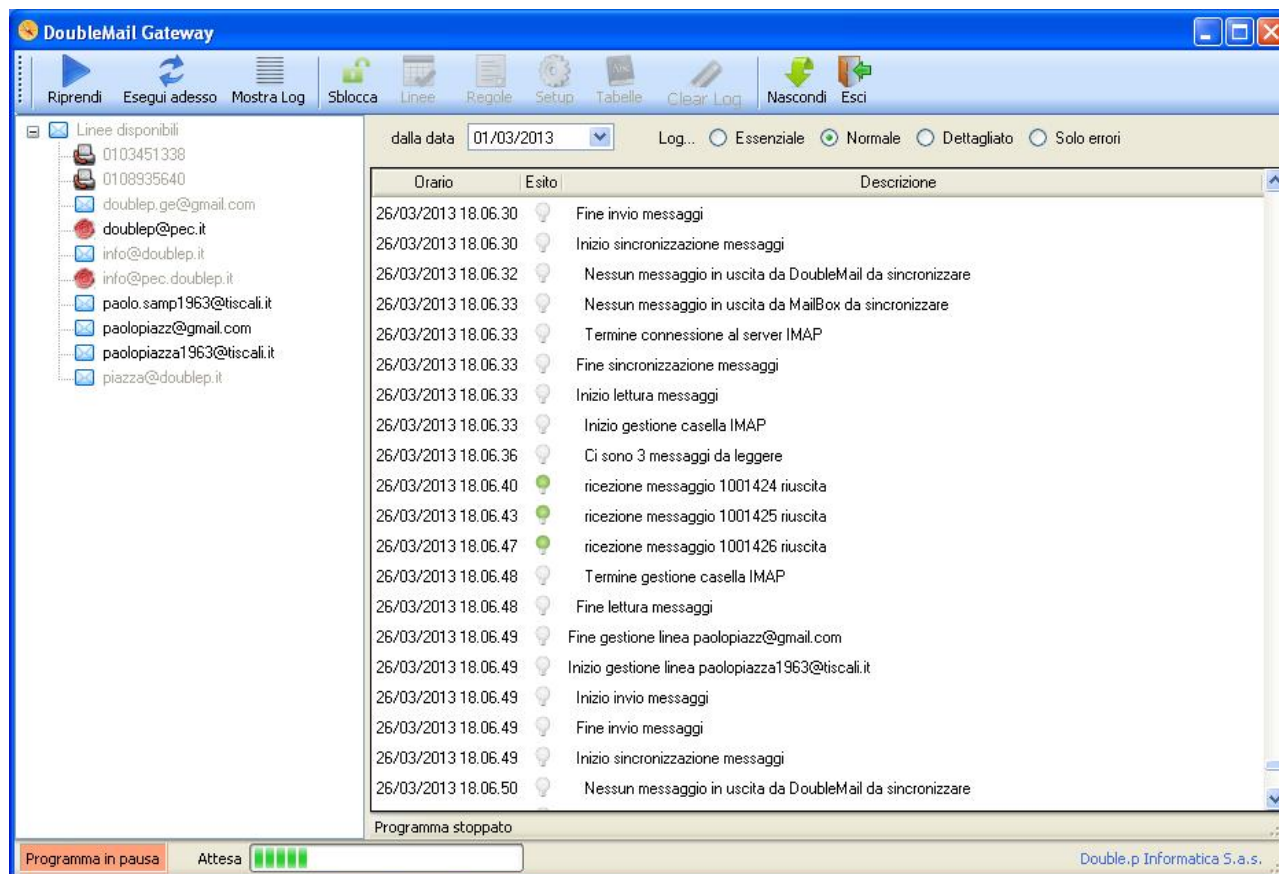 DoubleMail Gateway
Riprendi Esegui adesso Mostra Log Sblocca Linee Regole Setup Tabelle Clear Log Nascondi Esci
Linee disponibili
0103451338
0108935640
doublep.ge@gmail.com
doublep@pec.it
info@doublep.it
info@pec.doublep.it
paolo.samp1963@tiscali.it
paolopiazz@gmail.com
paolopiazza1963@tiscali.it
piazza@doublep.it
dalla data 01/03/2013 Log... Essenziale Normale Dettagliato Solo errori
Orario Esito Descrizione
26/03/2013 18.06.30 Fine invio messaggi
26/03/2013 18.06.30 Inizio sincronizzazione messaggi
26/03/2013 18.06.32 Nessun messaggio in uscita da DoubleMail da sincronizzare
26/03/2013 18.06.33 Nessun messaggio in uscita da MailBox da sincronizzare
26/03/2013 18.06.33 Termine connessione al server IMAP
26/03/2013 18.06.33 Fine sincronizzazione messaggi
26/03/2013 18.06.33 Inizio lettura messaggi
26/03/2013 18.06.33 Inizio gestione casella IMAP
26/03/2013 18.06.36 Ci sono 3 messaggi da leggere
26/03/2013 18.06.40 ricezione messaggio 1001424 riuscita
26/03/2013 18.06.43 ricezione messaggio 1001425 riuscita
26/03/2013 18.06.47 ricezione messaggio 1001426 riuscita
26/03/2013 18.06.48 Termine gestione casella IMAP
26/03/2013 18.06.48 Fine lettura messaggi
26/03/2013 18.06.49 Fine gestione linea paolopiazz@gmail.com
26/03/2013 18.06.49 Inizio gestione linea paolopiazza1963@tiscali.it
26/03/2013 18.06.49 Inizio invio messaggi
26/03/2013 18.06.49 Fine invio messaggi
26/03/2013 18.06.49 Inizio sincronizzazione messaggi
26/03/2013 18.06.50 Nessun messaggio in uscita da DoubleMail da sincronizzare
Programma stoppato
Programma in pausa Attesa Double.p Informatica S.a.s.